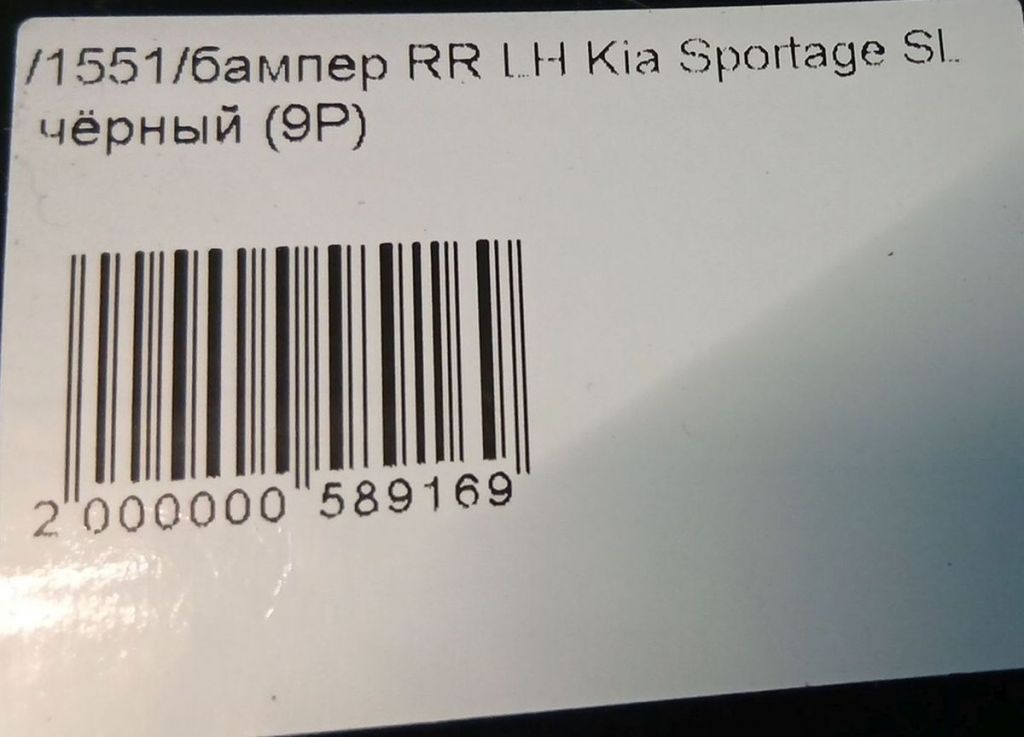 /1551/бампер RR LH Kia Sportage SL
чёрный (9P)
2 000000 589169